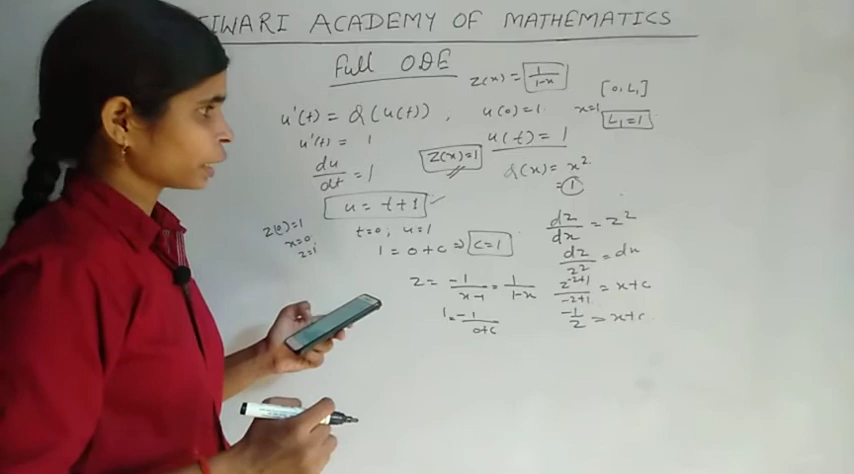 TIWARI ACADEMY OF MATHEMATICS
Full ODE
z(x) = 1/1-x
[0, L₁]
u'(t) = α(u(t)) , u(0)=1.
x=1
L₁=1
u'(t) = 1
u(t) = 1
du/dt = 1
z(x)=1
α(x) = x²
= 1
u = t+1
z(0)=1
x=0
z=1
t=0, u=1
1 = 0+c ⇒ c=1
dz/dx = z²
dz/z² = dx
z = -1/x-1 = 1/1-x
z⁻²⁺¹/-2+1 = x+c
1 = -1/0+c
-1/z = x+c